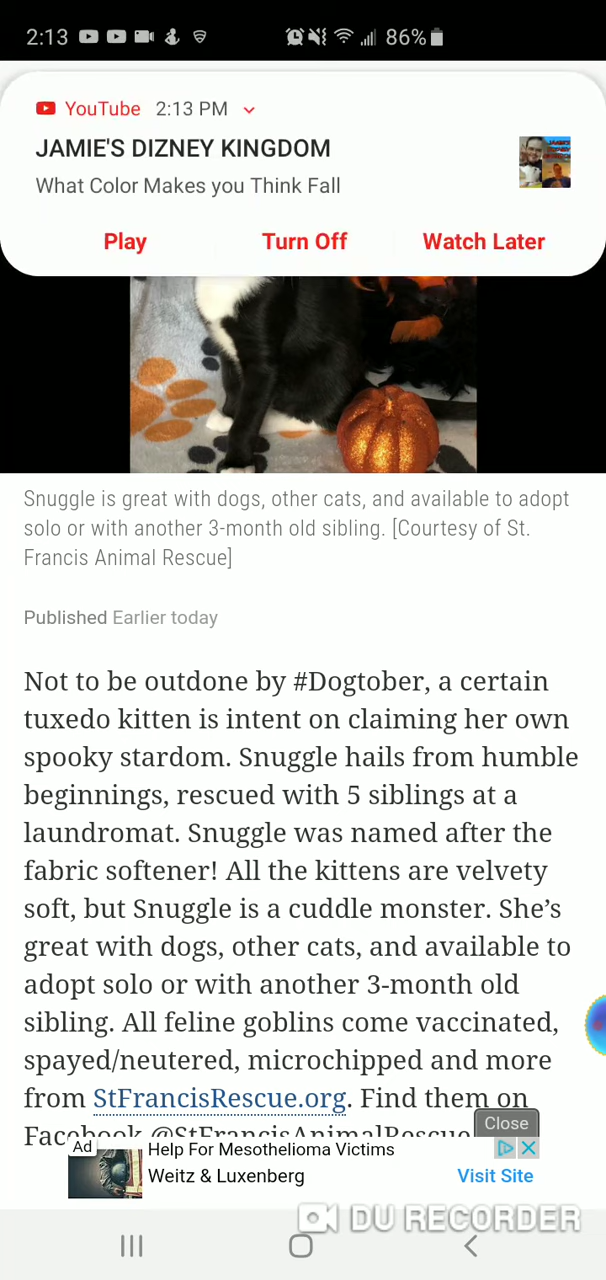 2:13 86%
YouTube 2:13 PM
JAMIE'S DIZNEY KINGDOM
What Color Makes you Think Fall
Play Turn Off Watch Later
Snuggle is great with dogs, other cats, and available to adopt
solo or with another 3-month old sibling. [Courtesy of St.
Francis Animal Rescue]
Published Earlier today
Not to be outdone by #Dogtober, a certain
tuxedo kitten is intent on claiming her own
spooky stardom. Snuggle hails from humble
beginnings, rescued with 5 siblings at a
laundromat. Snuggle was named after the
fabric softener! All the kittens are velvety
soft, but Snuggle is a cuddle monster. She’s
great with dogs, other cats, and available to
adopt solo or with another 3-month old
sibling. All feline goblins come vaccinated,
spayed/neutered, microchipped and more
from StFrancisRescue.org. Find them on
Facebook @StFrancisAnimalRescue
Close
Ad
Help For Mesothelioma Victims
Weitz & Luxenberg Visit Site
DU RECORDER